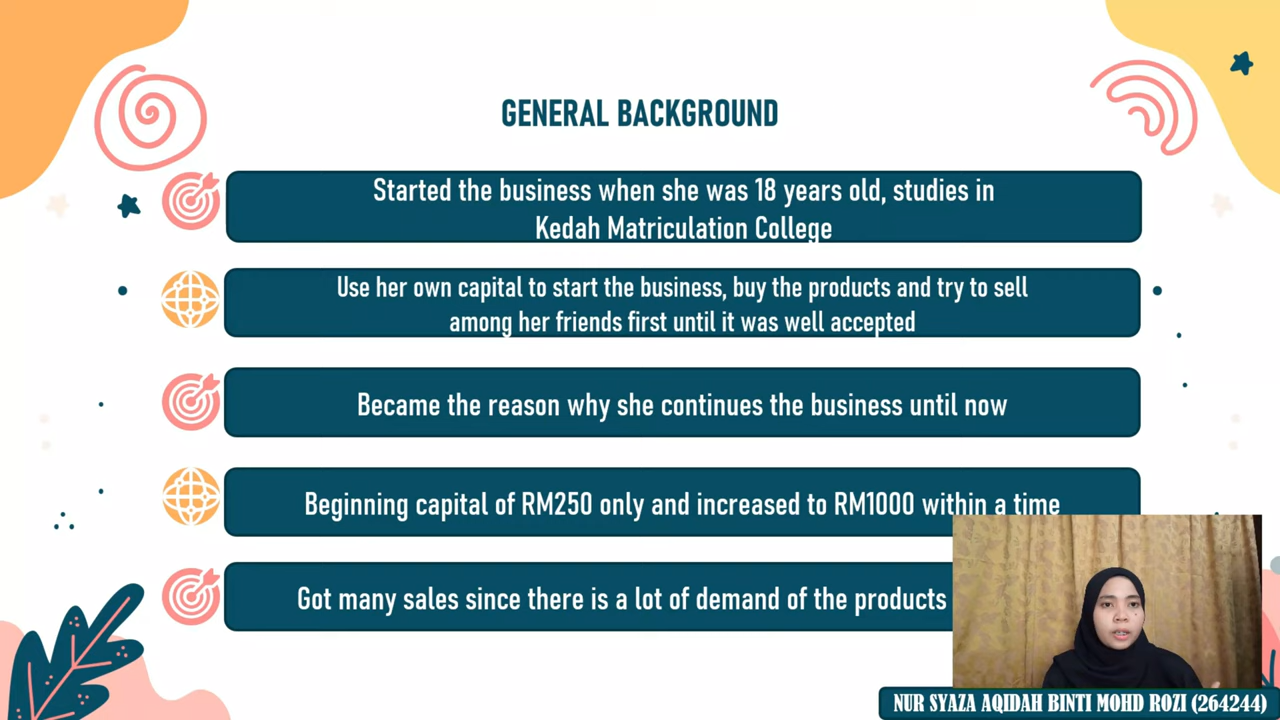 GENERAL BACKGROUND
Started the business when she was 18 years old, studies in
Kedah Matriculation College
Use her own capital to start the business, buy the products and try to sell
among her friends first until it was well accepted
Became the reason why she continues the business until now
Beginning capital of RM250 only and increased to RM1000 within a time
Got many sales since there is a lot of demand of the products
NUR SYAZA AQIDAH BINTI MOHD ROZI (264244)